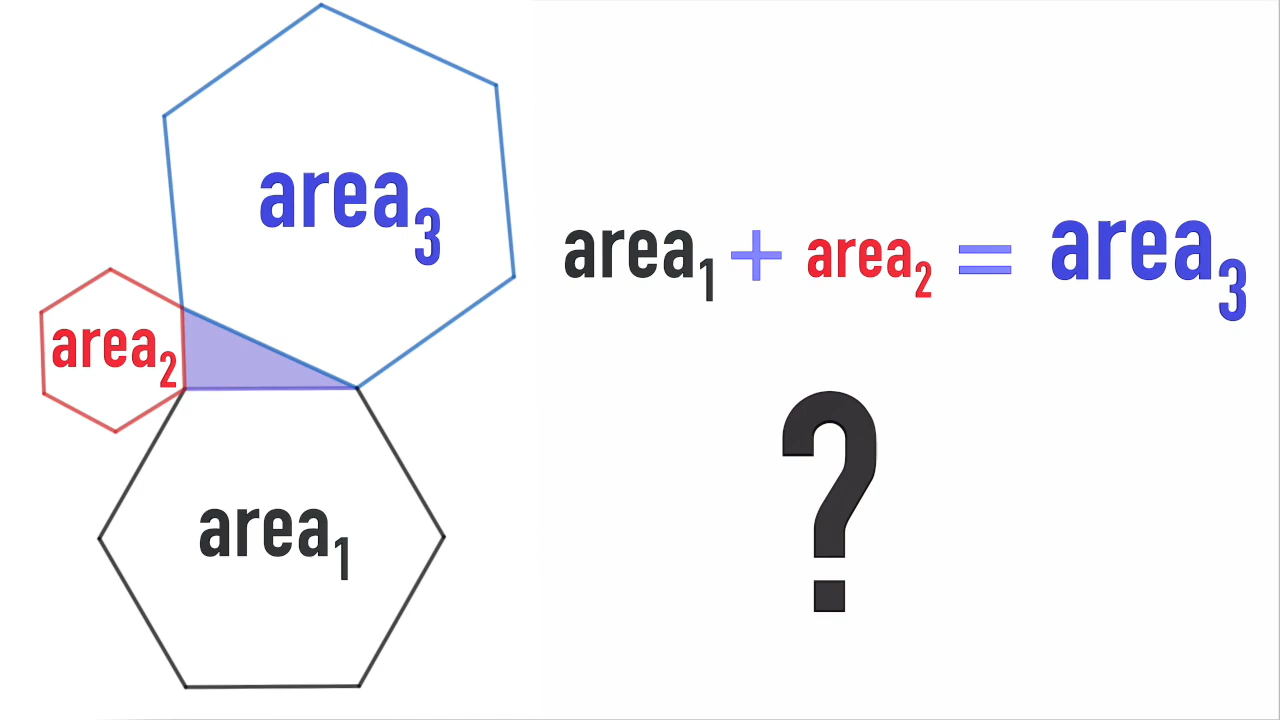 area₃
area₂
area₁
area₁ + area₂ = area₃
?